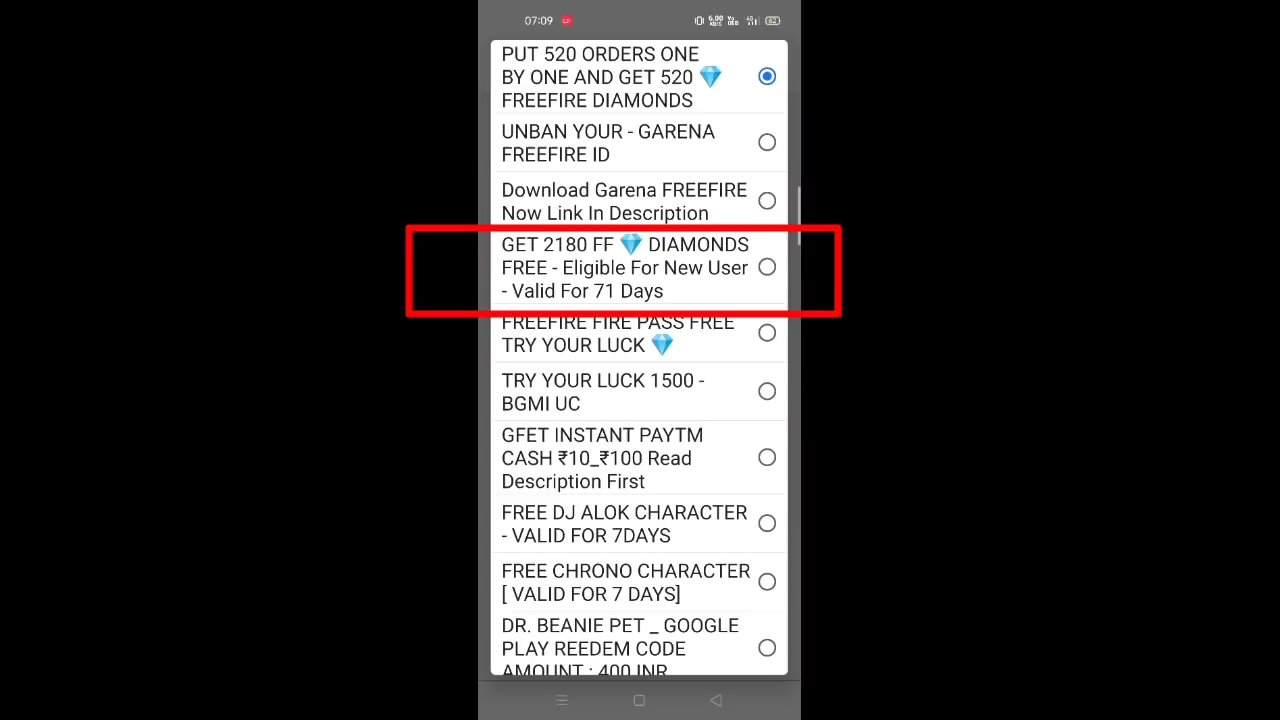 07:09
6.00 KB/S
62
PUT 520 ORDERS ONE
BY ONE AND GET 520 💎
FREEFIRE DIAMONDS
UNBAN YOUR - GARENA
FREEFIRE ID
Download Garena FREEFIRE
Now Link In Description
GET 2180 FF 💎 DIAMONDS
FREE - Eligible For New User
- Valid For 71 Days
FREEFIRE FIRE PASS FREE
TRY YOUR LUCK 💎
TRY YOUR LUCK 1500 -
BGMI UC
GFET INSTANT PAYTM
CASH ₹10_₹100 Read
Description First
FREE DJ ALOK CHARACTER
- VALID FOR 7DAYS
FREE CHRONO CHARACTER
[ VALID FOR 7 DAYS]
DR. BEANIE PET _ GOOGLE
PLAY REEDEM CODE
AMOUNT : 400 INR